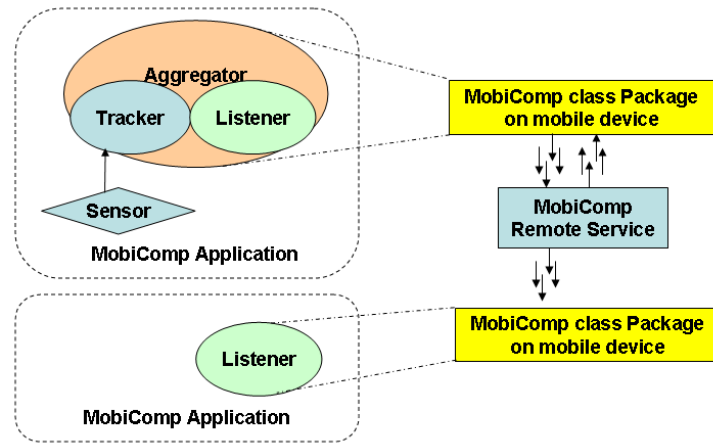 Aggregator
Tracker
Listener
Sensor
MobiComp Application
MobiComp class Package
on mobile device
MobiComp
Remote Service
MobiComp class Package
on mobile device
Listener
MobiComp Application